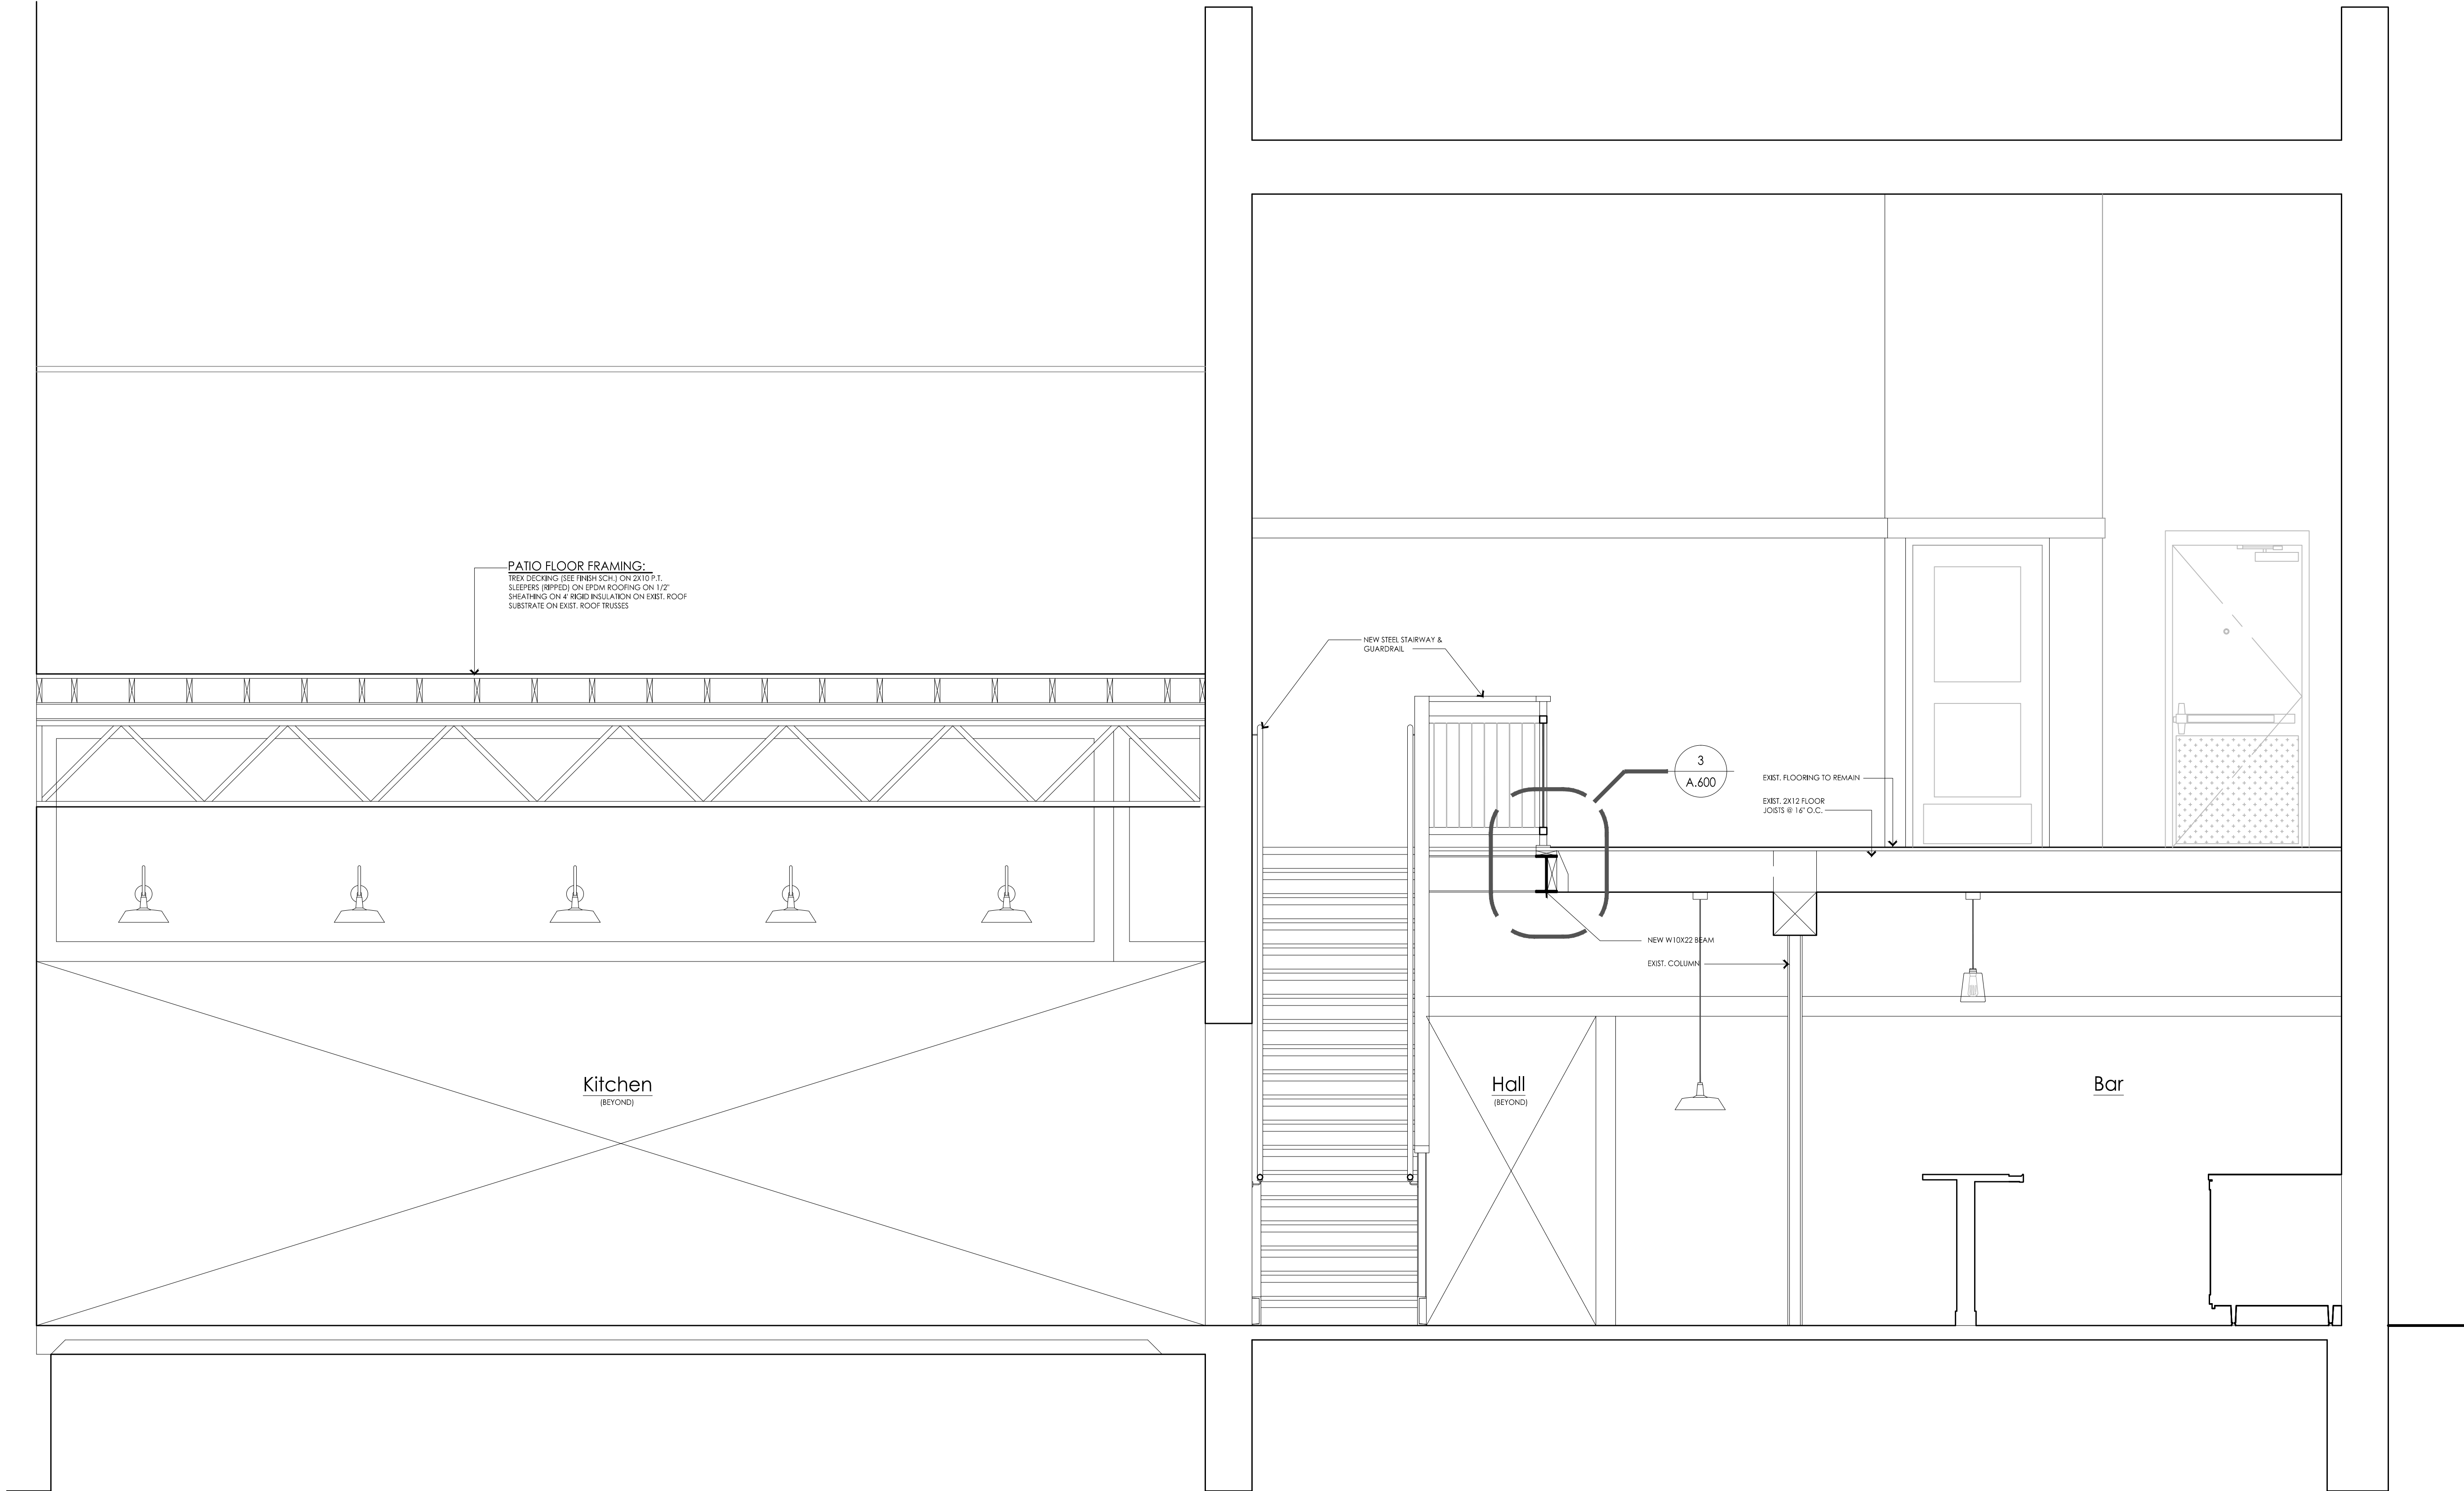 PATIO FLOOR FRAMING:
TREX DECKING (SEE FINISH SCH.) ON 2X10 P.T.
SLEEPERS (RIPPED) ON EPDM ROOFING ON 1/2"
SHEATHING ON 4' RIGID INSULATION ON EXIST. ROOF
SUBSTRATE ON EXIST. ROOF TRUSSES
NEW STEEL STAIRWAY &
GUARDRAIL
3
A.600
EXIST. FLOORING TO REMAIN
EXIST. 2X12 FLOOR
JOISTS @ 16" O.C.
NEW W10X22 BEAM
EXIST. COLUMN
Kitchen
(BEYOND)
Hall
(BEYOND)
Bar